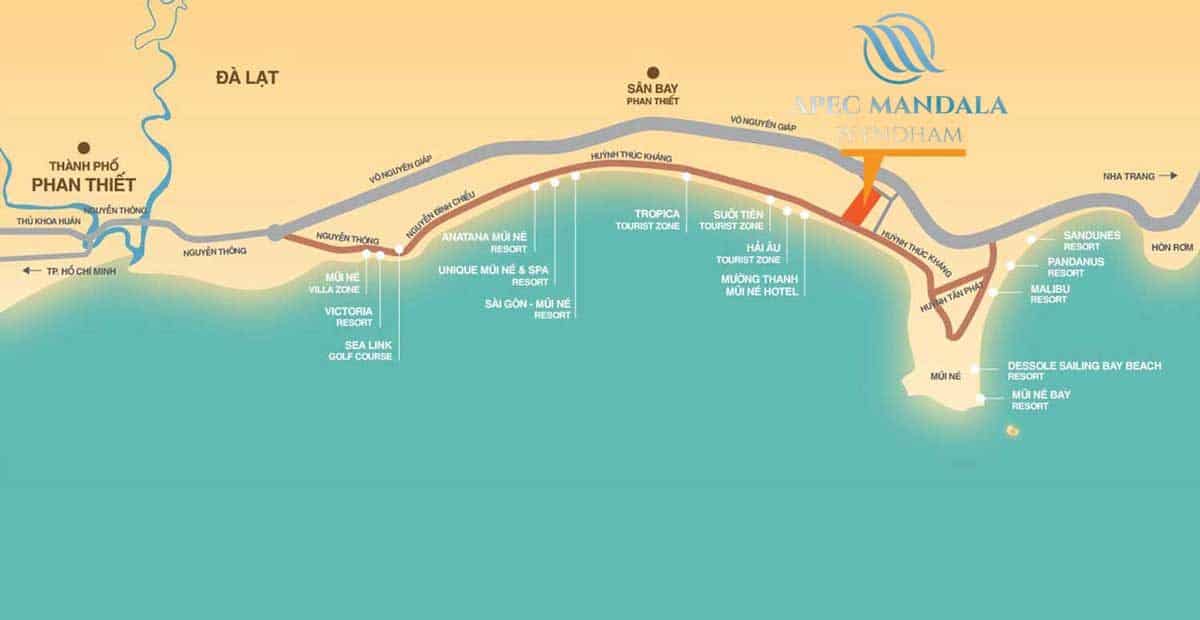 ĐÀ LẠT
SÂN BAY
PHAN THIẾT
APEC MANDALA
WYNDHAM
THÀNH PHỐ
PHAN THIẾT
NGUYỄN THÔNG
THỦ KHOA HUÂN
NGUYỄN THÔNG
TP. HỒ CHÍ MINH
VÕ NGUYÊN GIÁP
VÕ NGUYÊN GIÁP
NGUYỄN THÔNG
NGUYỄN ĐÌNH CHIỂU
HUỲNH THÚC KHÁNG
HUỲNH THÚC KHÁNG
HUỲNH TẤN PHÁT
NHA TRANG
HÒN RƠM
MŨI NÉ
VILLA ZONE
VICTORIA
RESORT
SEA LINK
GOLF COURSE
ANATANA MŨI NÉ
RESORT
UNIQUE MŨI NÉ & SPA
RESORT
SÀI GÒN - MŨI NÉ
RESORT
TROPICA
TOURIST ZONE
SUỐI TIÊN
TOURIST ZONE
HẢI ÂU
TOURIST ZONE
MƯỜNG THANH
MŨI NÉ HOTEL
SANDUNES
RESORT
PANDANUS
RESORT
MALIBU
RESORT
MŨI NÉ
DESSOLE SAILING BAY BEACH
RESORT
MŨI NÉ BAY
RESORT